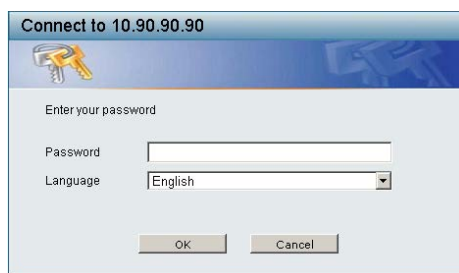 Connect to 10.90.90.90
Enter your password
Password
Language English
OK Cancel